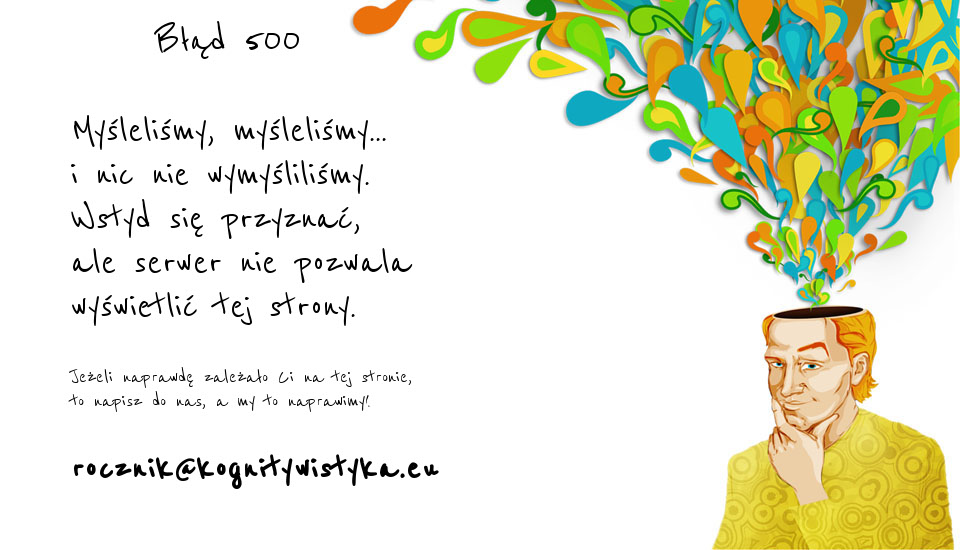 Błąd 500
Myśleliśmy, myśleliśmy...
i nic nie wymyśliliśmy.
Wstyd się przyznać,
ale serwer nie pozwala
wyświetlić tej strony.
Jeżeli naprawdę zależało Ci na tej stronie,
to napisz do nas, a my to naprawimy!
rocznik@kognitywistyka.eu